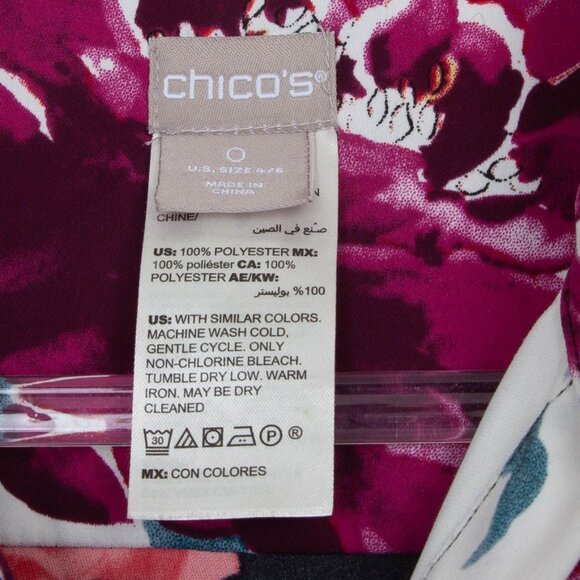 chico's®
0
U.S. SIZE 4/6
MADE IN
CHINA
CHINE/
صنع في الصين
US: 100% POLYESTER MX:
100% poliéster CA: 100%
POLYESTER AE/KW:
100% بوليستر
US: WITH SIMILAR COLORS.
MACHINE WASH COLD,
GENTLE CYCLE. ONLY
NON-CHLORINE BLEACH.
TUMBLE DRY LOW. WARM
IRON. MAY BE DRY
CLEANED
30 P ®
MX: CON COLORES